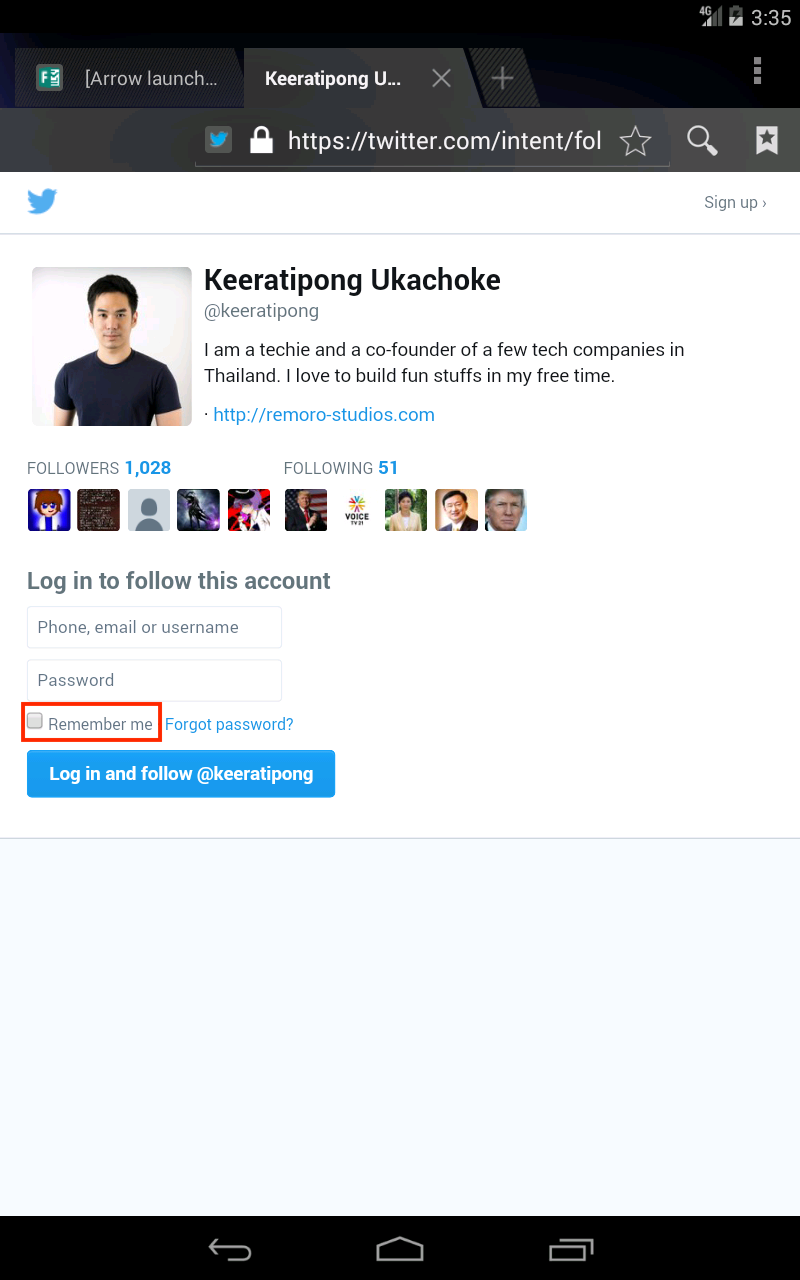 4G 3:35
[Arrow launch...
Keeratipong U...
https://twitter.com/intent/fol
Sign up ›
Keeratipong Ukachoke
@keeratipong
I am a techie and a co-founder of a few tech companies in
Thailand. I love to build fun stuffs in my free time.
· http://remoro-studios.com
FOLLOWERS 1,028
FOLLOWING 51
VOICE
TV 21
Log in to follow this account
Phone, email or username
Password
Remember me Forgot password?
Log in and follow @keeratipong